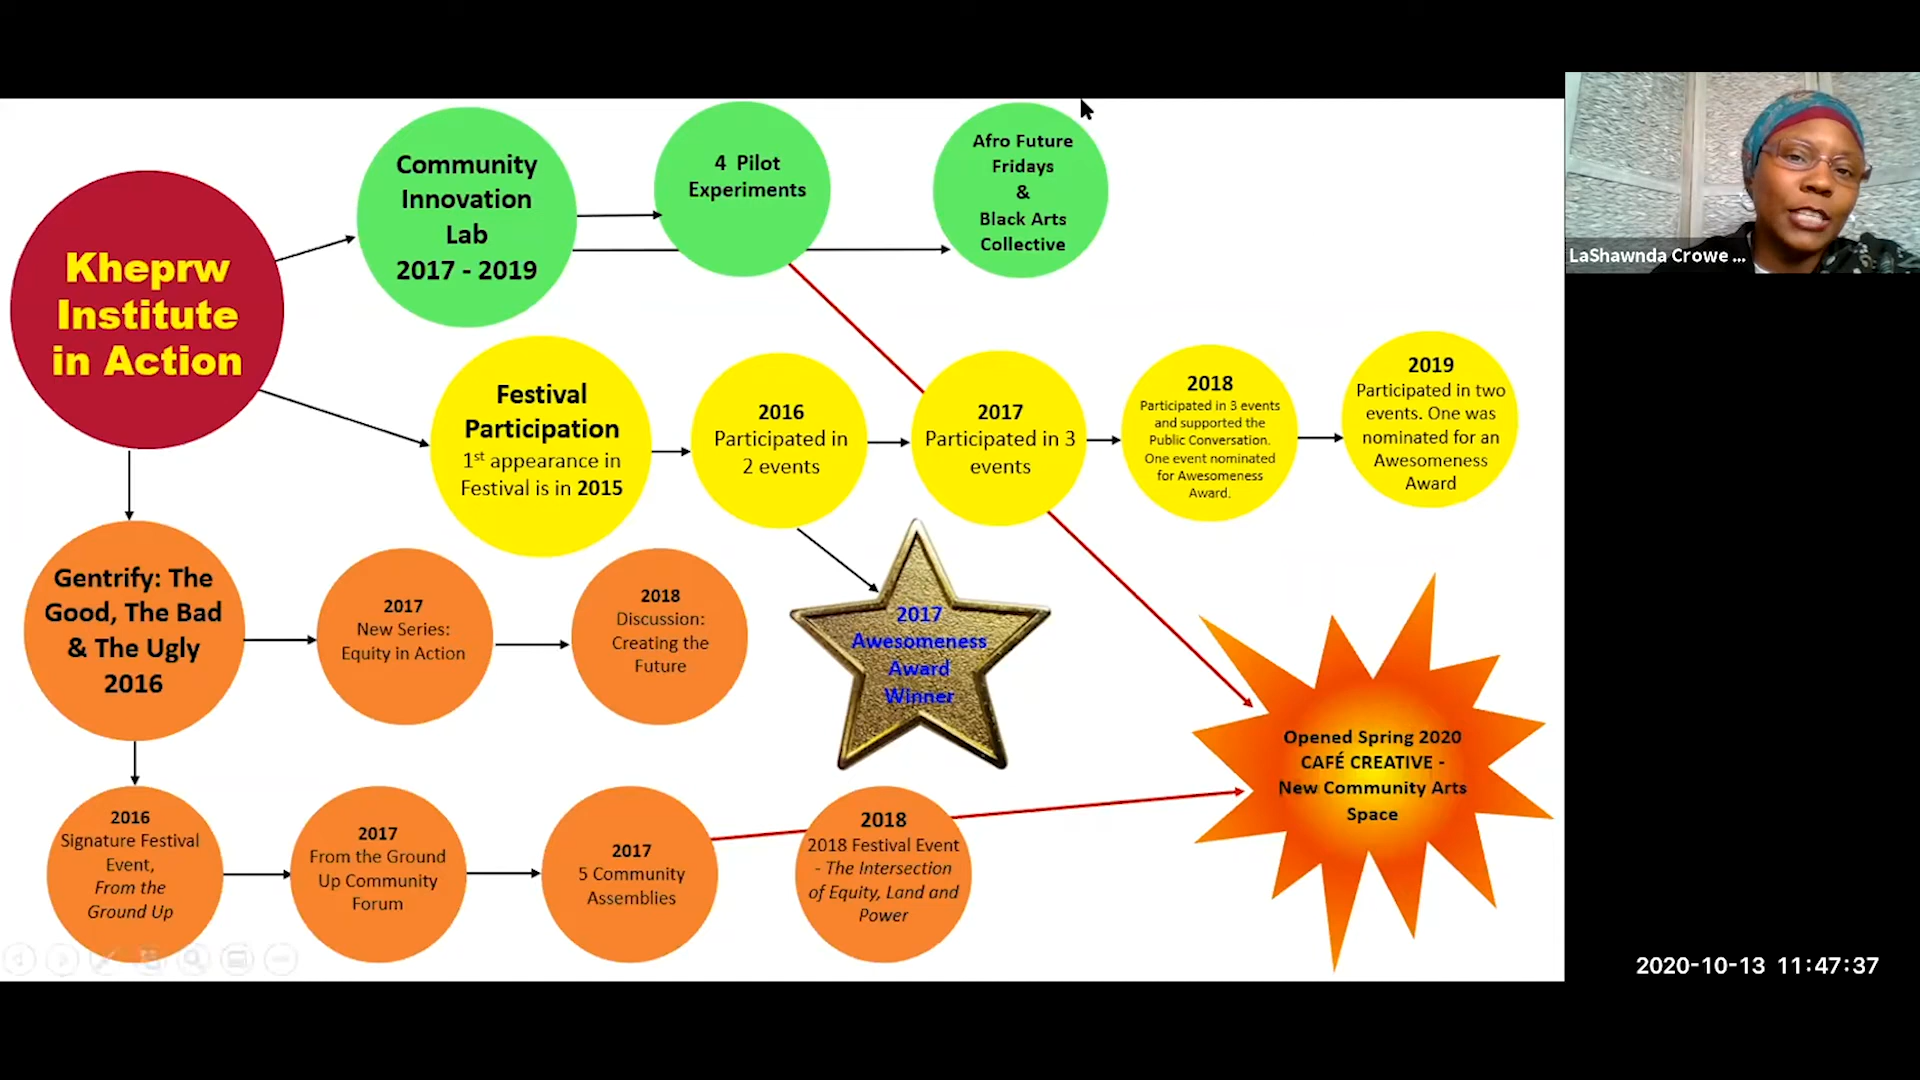 Kheprw
Institute
in Action
Community
Innovation
Lab
2017 - 2019
4 Pilot
Experiments
Afro Future
Fridays
&
Black Arts
Collective
Festival
Participation
1st appearance in
Festival is in 2015
2016
Participated in
2 events
2017
Participated in 3
events
2018
Participated in 3 events
and supported the
Public Conversation.
One event nominated
for Awesomeness
Award.
2019
Participated in two
events. One was
nominated for an
Awesomeness
Award
Gentrify: The
Good, The Bad
& The Ugly
2016
2017
New Series:
Equity in Action
2018
Discussion:
Creating the
Future
2017
Awesomeness
Award
Winner
2016
Signature Festival
Event,
From the
Ground Up
2017
From the Ground
Up Community
Forum
2017
5 Community
Assemblies
2018
2018 Festival Event
- The Intersection
of Equity, Land and
Power
Opened Spring 2020
CAFÉ CREATIVE -
New Community Arts
Space
LaShawnda Crowe ...
2020-10-13 11:47:37